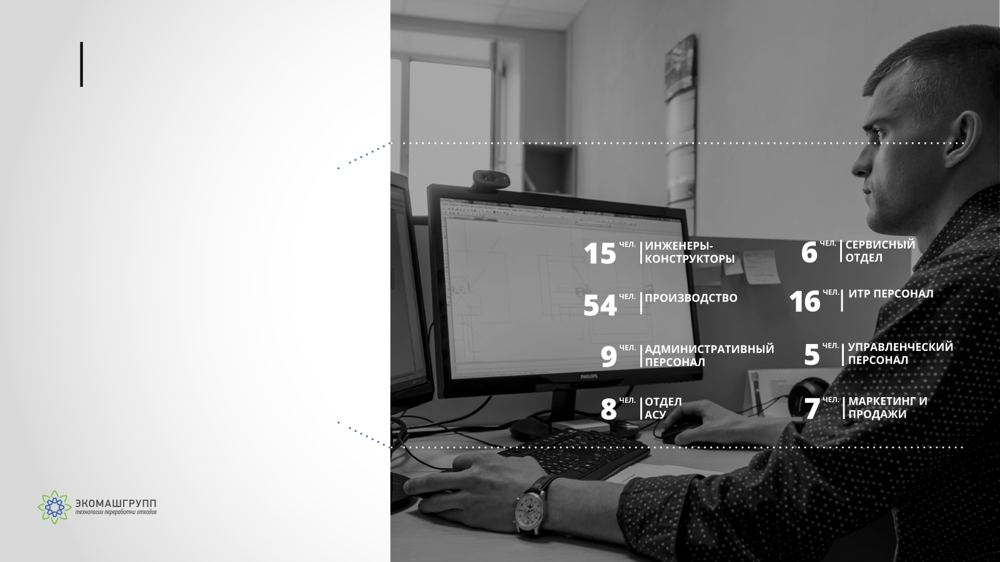 15 ЧЕЛ. ИНЖЕНЕРЫ-
КОНСТРУКТОРЫ
54 ЧЕЛ. ПРОИЗВОДСТВО
9 ЧЕЛ. АДМИНИСТРАТИВНЫЙ
ПЕРСОНАЛ
8 ЧЕЛ. ОТДЕЛ
АСУ
6 ЧЕЛ. СЕРВИСНЫЙ
ОТДЕЛ
16 ЧЕЛ. ИТР ПЕРСОНАЛ
5 ЧЕЛ. УПРАВЛЕНЧЕСКИЙ
ПЕРСОНАЛ
7 ЧЕЛ. МАРКЕТИНГ И
ПРОДАЖИ
PHILIPS
ЭКОМАШГРУПП
технологии переработки отходов